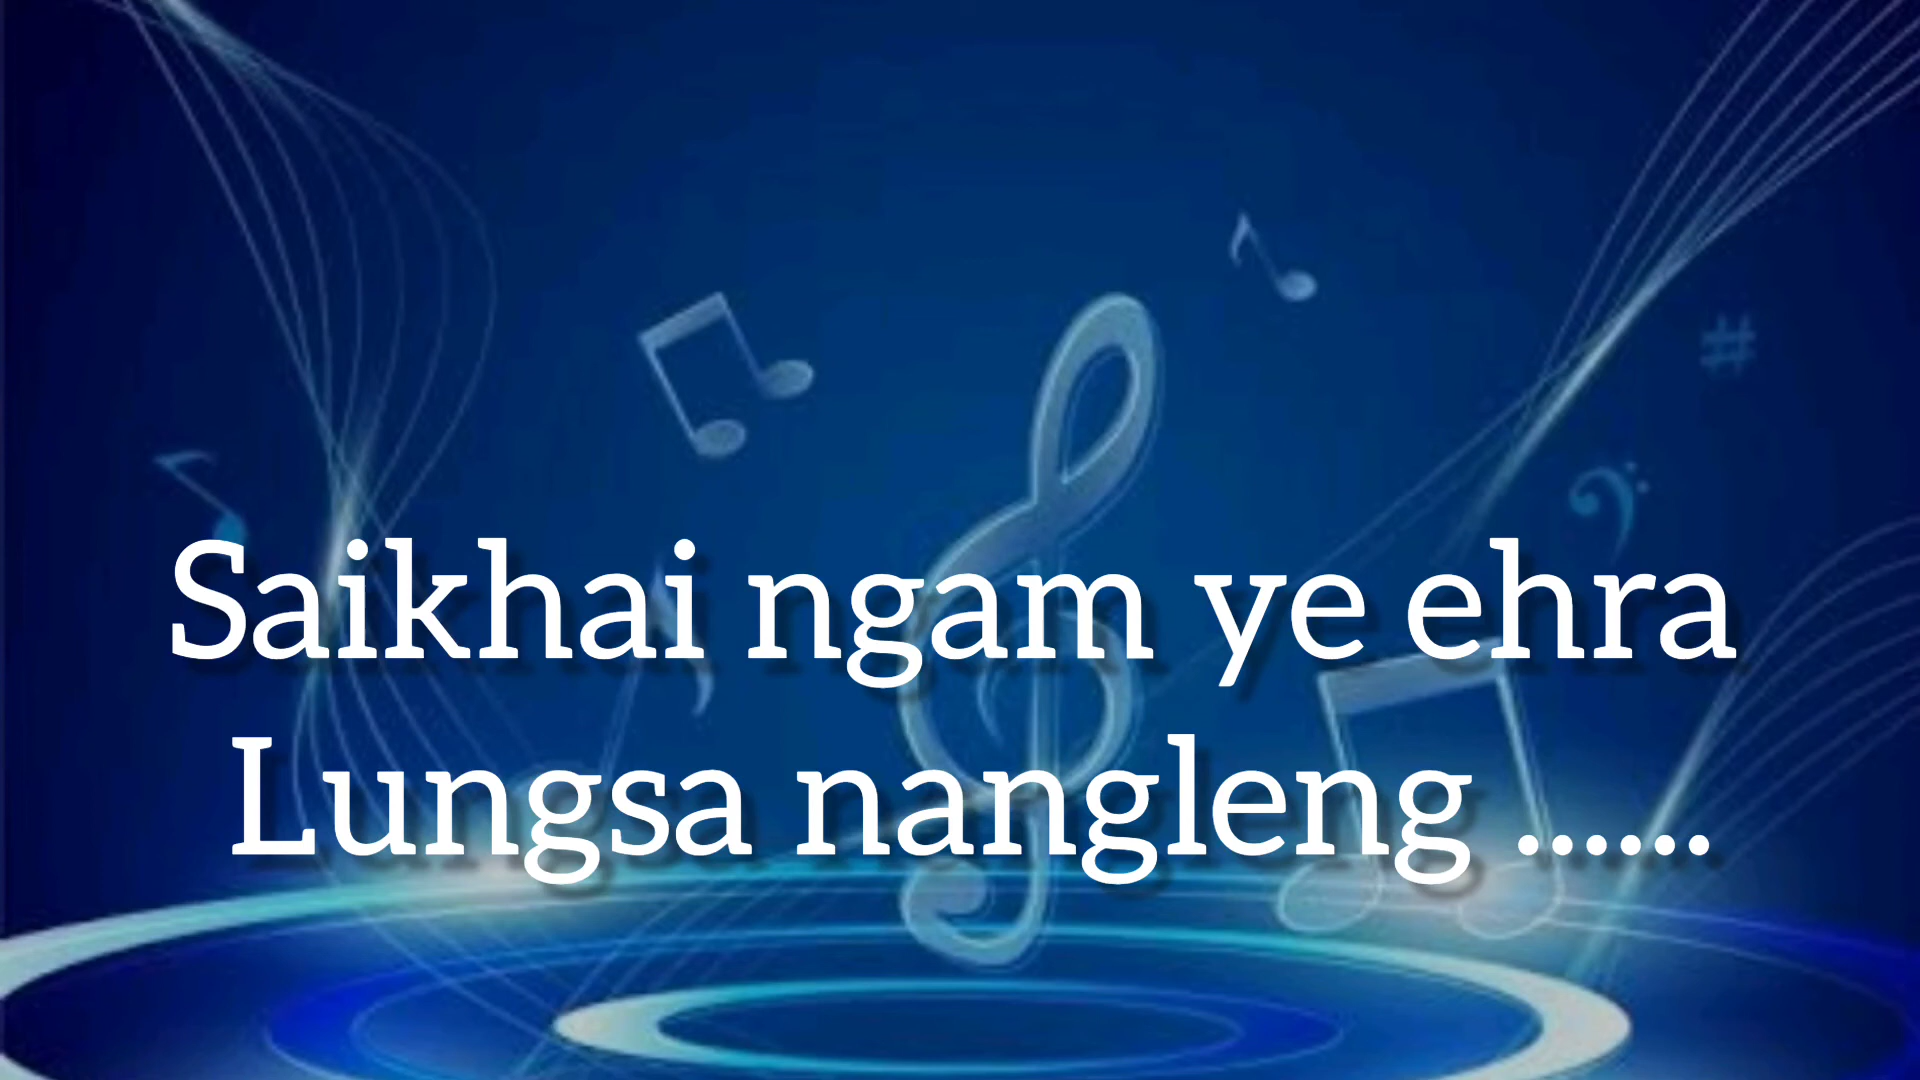 Saikhai ngam ye ehra
Lungsa nangleng ......